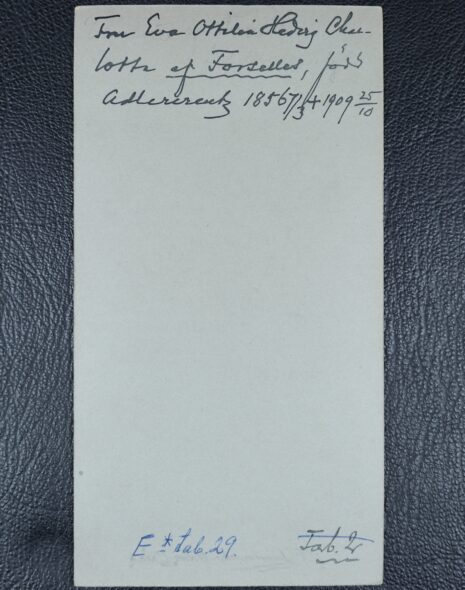 Fru Eva Ottilia Hedvig Char-
lotta af Forselles, född
Adlercreutz 1856 7/3 † 1909 25/10
E * tab. 29.
Tab. 2